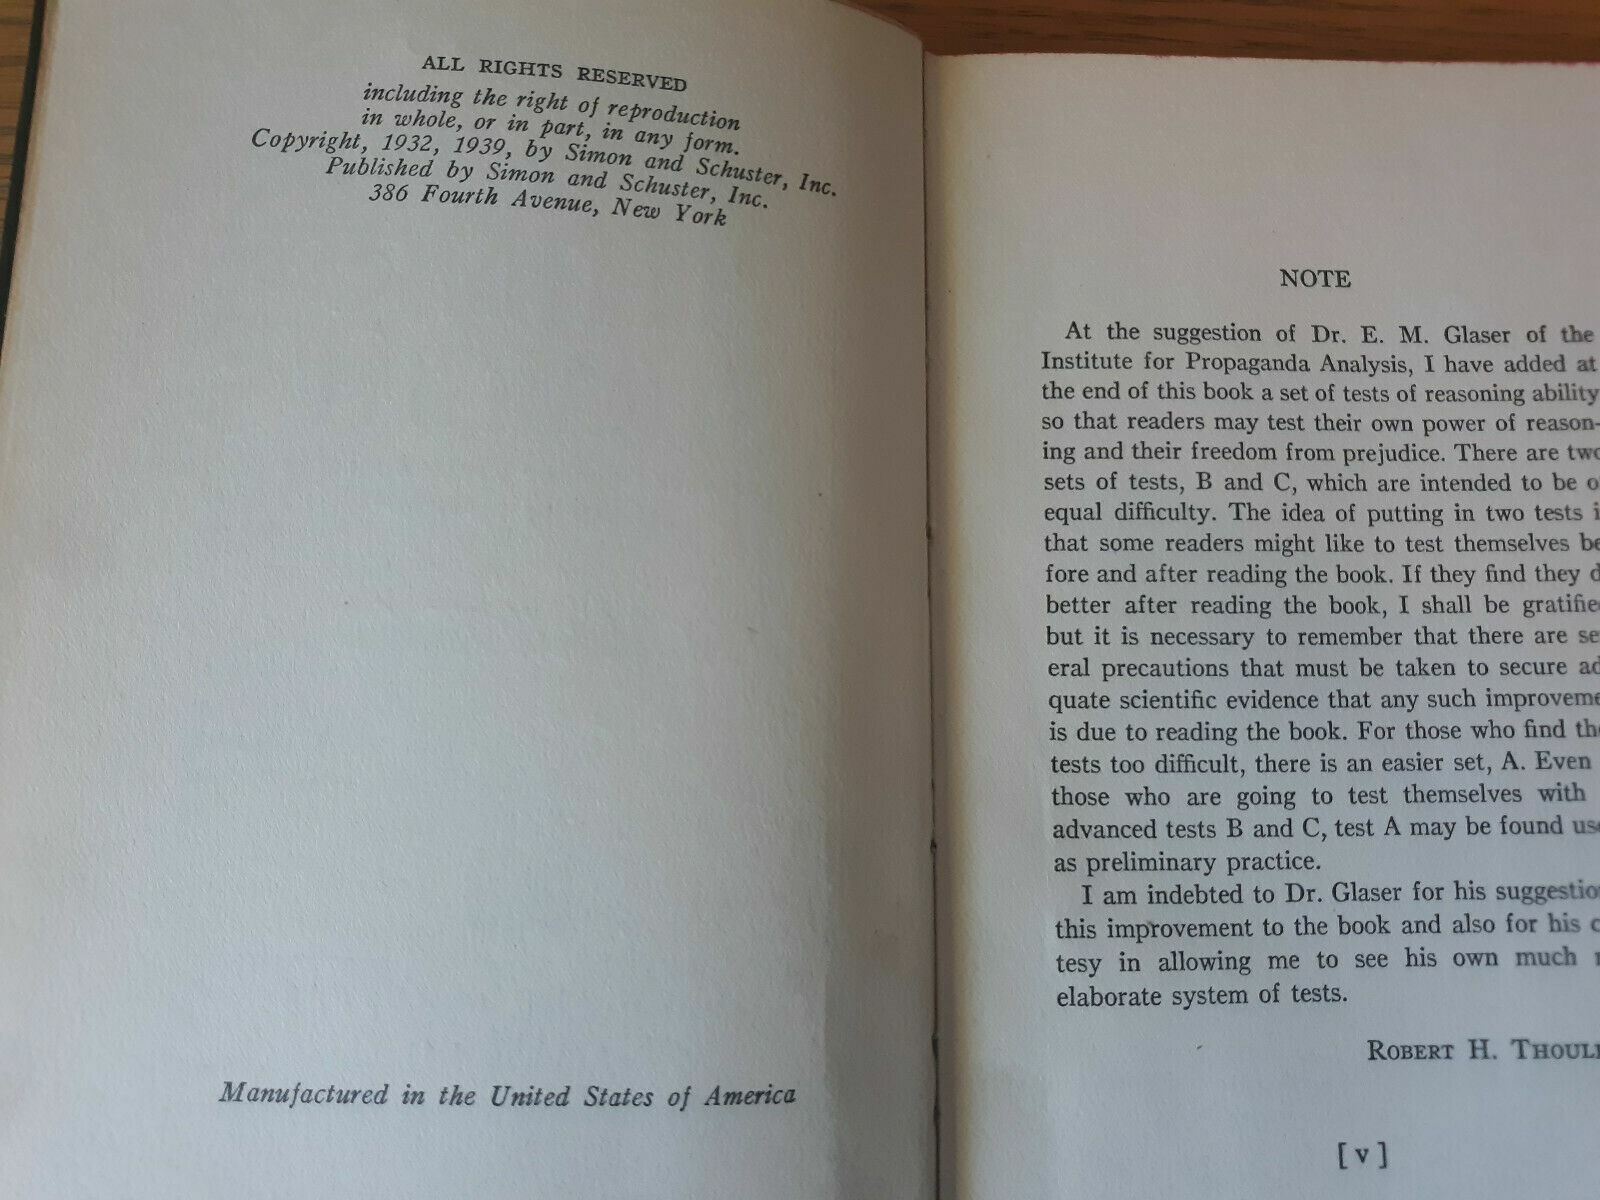 ALL RIGHTS RESERVED
including the right of reproduction
in whole, or in part, in any form.
Copyright, 1932, 1939, by Simon and Schuster, Inc.
Published by Simon and Schuster, Inc.
386 Fourth Avenue, New York
Manufactured in the United States of America
NOTE
At the suggestion of Dr. E. M. Glaser of the
Institute for Propaganda Analysis, I have added at
the end of this book a set of tests of reasoning ability
so that readers may test their own power of reason-
ing and their freedom from prejudice. There are
sets of tests, B and C, which are intended to be
equal difficulty. The idea of putting in two tests
that some readers might like to test themselves be
fore and after reading the book. If they find they
better after reading the book, I shall be
but it is necessary to remember that there are
eral precautions that must be taken to secure
quate scientific evidence that any such
is due to reading the book. For those who find
tests too difficult, there is an easier set, A. Even
those who are going to test themselves with
advanced tests B and C, test A may be found
as preliminary practice.
I am indebted to Dr. Glaser for his
this improvement to the book and also for his
tesy in allowing me to see his own much
elaborate system of tests.
ROBERT H.
[v]